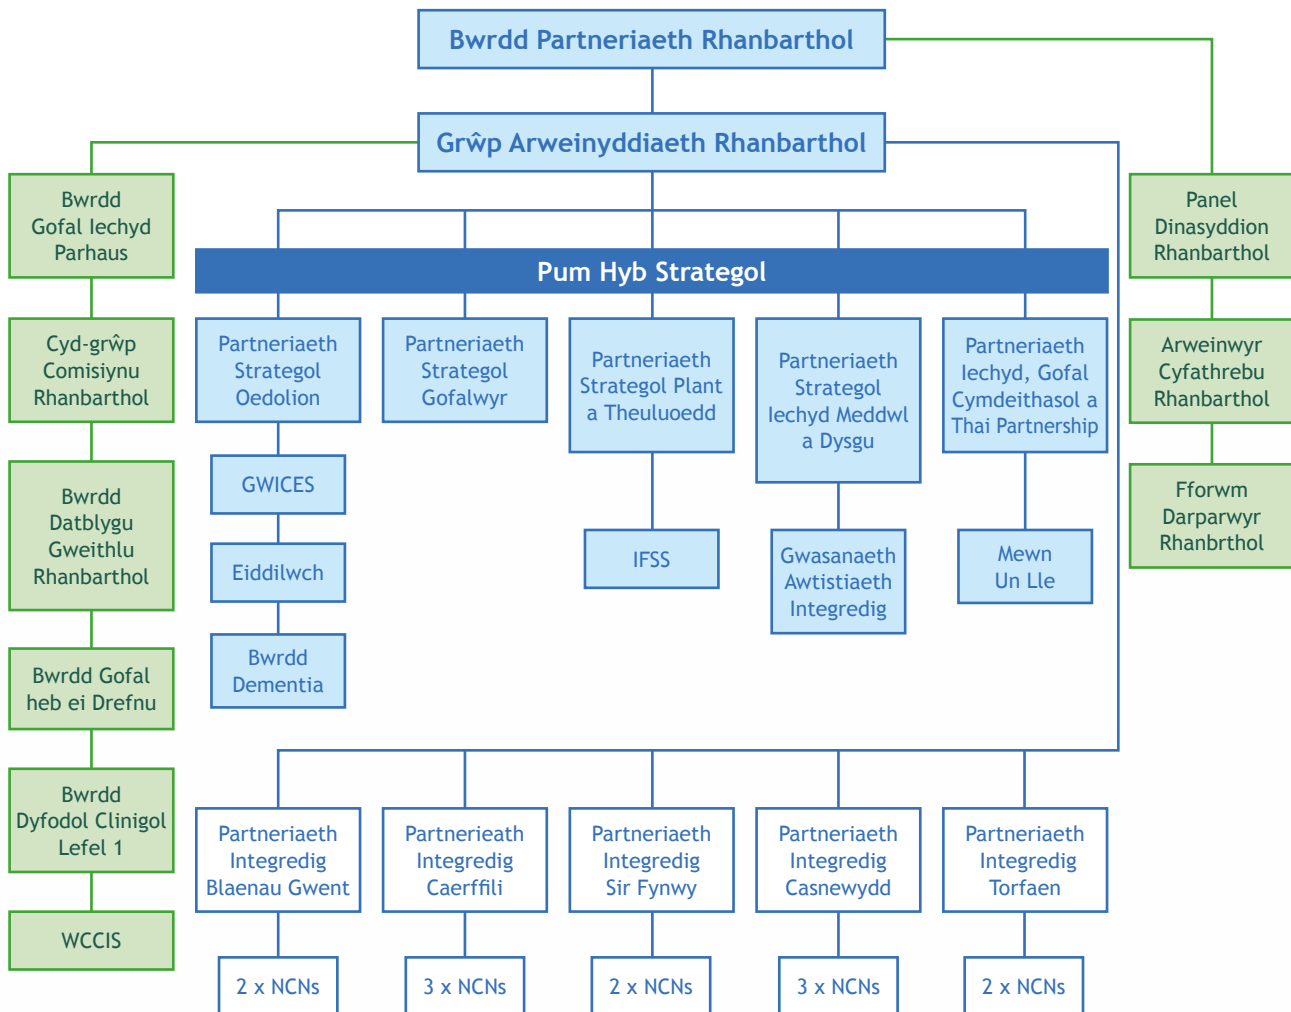 Bwrdd Partneriaeth Rhanbarthol
Grŵp Arweinyddiaeth Rhanbarthol
Bwrdd
Gofal Iechyd
Parhaus
Cyd-grŵp
Comisiynu
Rhanbarthol
Bwrdd
Datblygu
Gweithlu
Rhanbarthol
Bwrdd Gofal
heb ei Drefnu
Bwrdd
Dyfodol Clinigol
Lefel 1
WCCIS
Pum Hyb Strategol
Partneriaeth
Strategol
Oedolion
GWICES
Eiddilwch
Bwrdd
Dementia
Partneriaeth
Strategol
Gofalwyr
Partneriaeth
Strategol Plant
a Theuluoedd
IFSS
Partneriaeth
Strategol
Iechyd Meddwl
a Dysgu
Gwasanaeth
Awtistiaeth
Integredig
Partneriaeth
Iechyd, Gofal
Cymdeithasol a
Thai Partnership
Mewn
Un Lle
Panel
Dinasyddion
Rhanbarthol
Arweinwyr
Cyfathrebu
Rhanbarthol
Fforwm
Darparwyr
Rhanbrthol
Partneriaeth
Integredig
Blaenau Gwent
2 x NCNs
Partnerieath
Integredig
Caerffili
3 x NCNs
Partneriaeth
Integredig
Sir Fynwy
2 x NCNs
Partneriaeth
Integredig
Casnewydd
3 x NCNs
Partneriaeth
Integredig
Torfaen
2 x NCNs